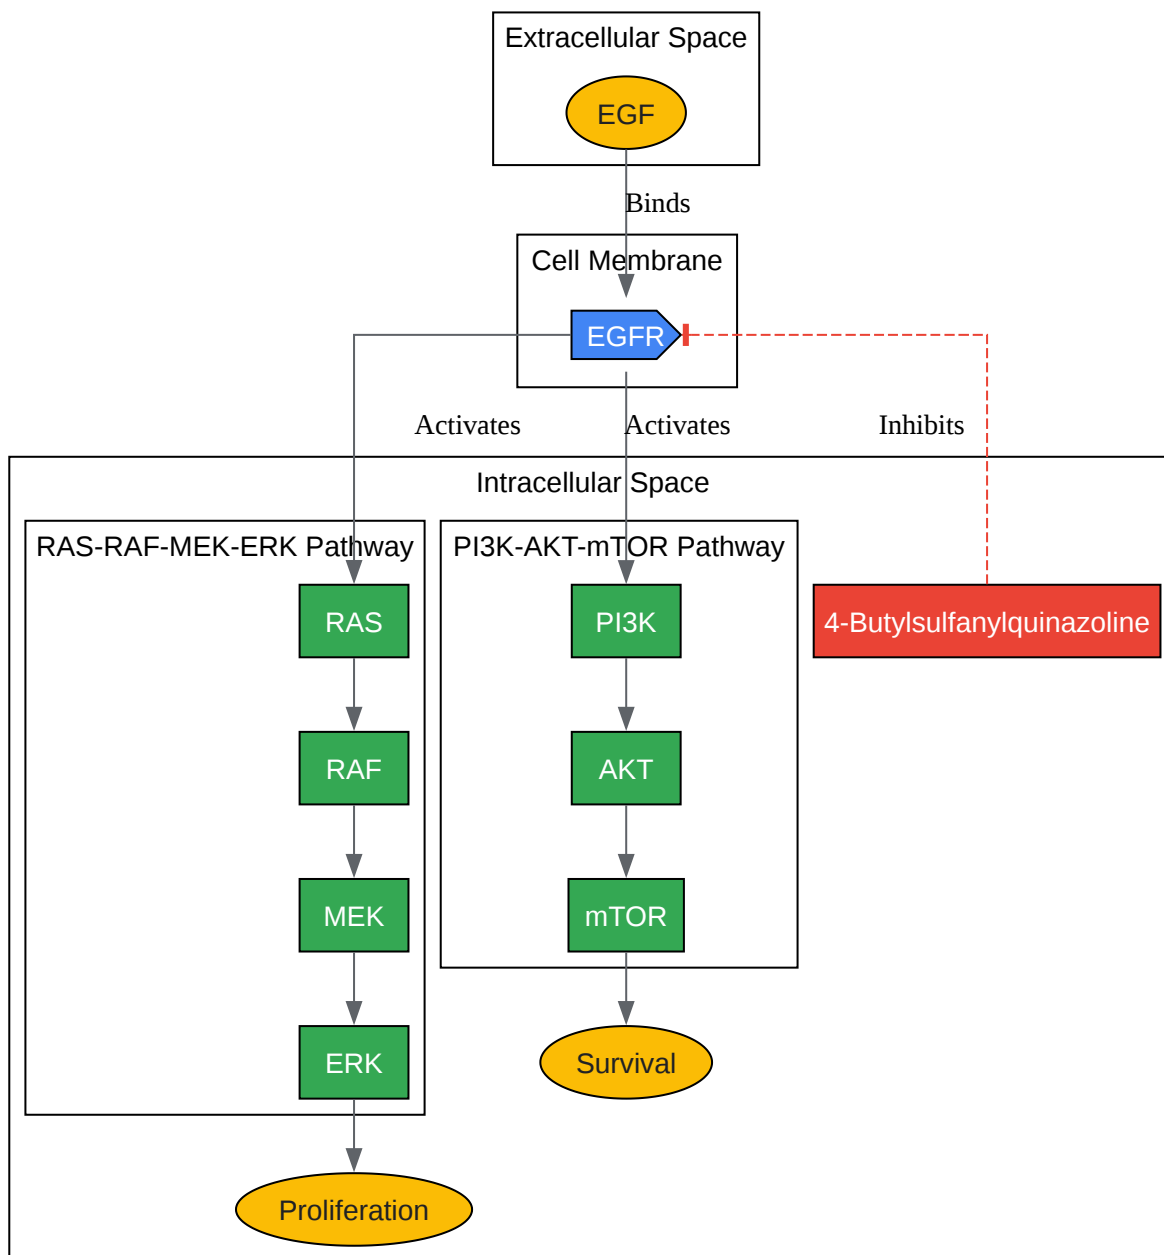 Extracellular Space
EGF
Binds
Cell Membrane
EGFR
Activates
Activates
Inhibits
Intracellular Space
RAS-RAF-MEK-ERK Pathway
PI3K-AKT-mTOR Pathway
RAS
PI3K
4-Butylsulfanylquinazoline
RAF
AKT
MEK
mTOR
ERK
Survival
Proliferation